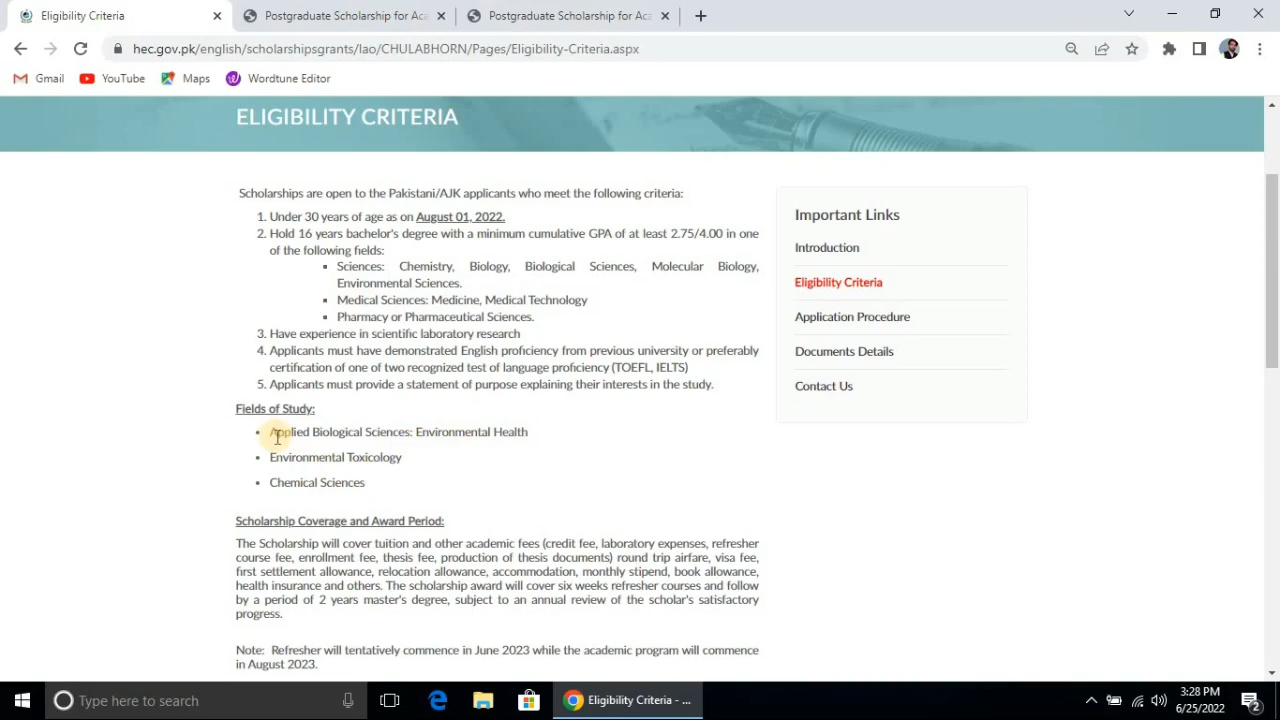 Eligibility Criteria
Postgraduate Scholarship for Aca
Postgraduate Scholarship for Aca
hec.gov.pk/english/scholarshipsgrants/lao/CHULABHORN/Pages/Eligibility-Criteria.aspx
Gmail YouTube Maps Wordtune Editor
ELIGIBILITY CRITERIA
Scholarships are open to the Pakistani/AJK applicants who meet the following criteria:
1. Under 30 years of age as on August 01, 2022.
2. Hold 16 years bachelor's degree with a minimum cumulative GPA of at least 2.75/4.00 in one
of the following fields:
▪ Sciences: Chemistry, Biology, Biological Sciences, Molecular Biology,
Environmental Sciences.
▪ Medical Sciences: Medicine, Medical Technology
▪ Pharmacy or Pharmaceutical Sciences.
3. Have experience in scientific laboratory research
4. Applicants must have demonstrated English proficiency from previous university or preferably
certification of one of two recognized test of language proficiency (TOEFL, IELTS)
5. Applicants must provide a statement of purpose explaining their interests in the study.
Fields of Study:
• Applied Biological Sciences: Environmental Health
• Environmental Toxicology
• Chemical Sciences
Scholarship Coverage and Award Period:
The Scholarship will cover tuition and other academic fees (credit fee, laboratory expenses, refresher
course fee, enrollment fee, thesis fee, production of thesis documents) round trip airfare, visa fee,
first settlement allowance, relocation allowance, accommodation, monthly stipend, book allowance,
health insurance and others. The scholarship award will cover six weeks refresher courses and follow
by a period of 2 years master's degree, subject to an annual review of the scholar's satisfactory
progress.
Note: Refresher will tentatively commence in June 2023 while the academic program will commence
in August 2023.
Important Links
Introduction
Eligibility Criteria
Application Procedure
Documents Details
Contact Us
Type here to search
Eligibility Criteria - ...
3:28 PM
6/25/2022
2